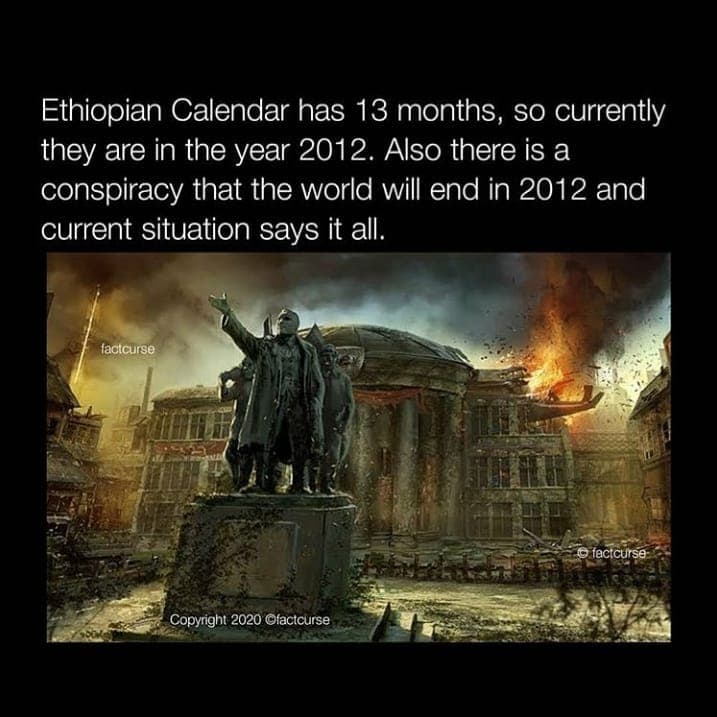 Ethiopian Calendar has 13 months, so currently
they are in the year 2012. Also there is a
conspiracy that the world will end in 2012 and
current situation says it all.
factcurse
© factcurse
Copyright 2020 ©factcurse